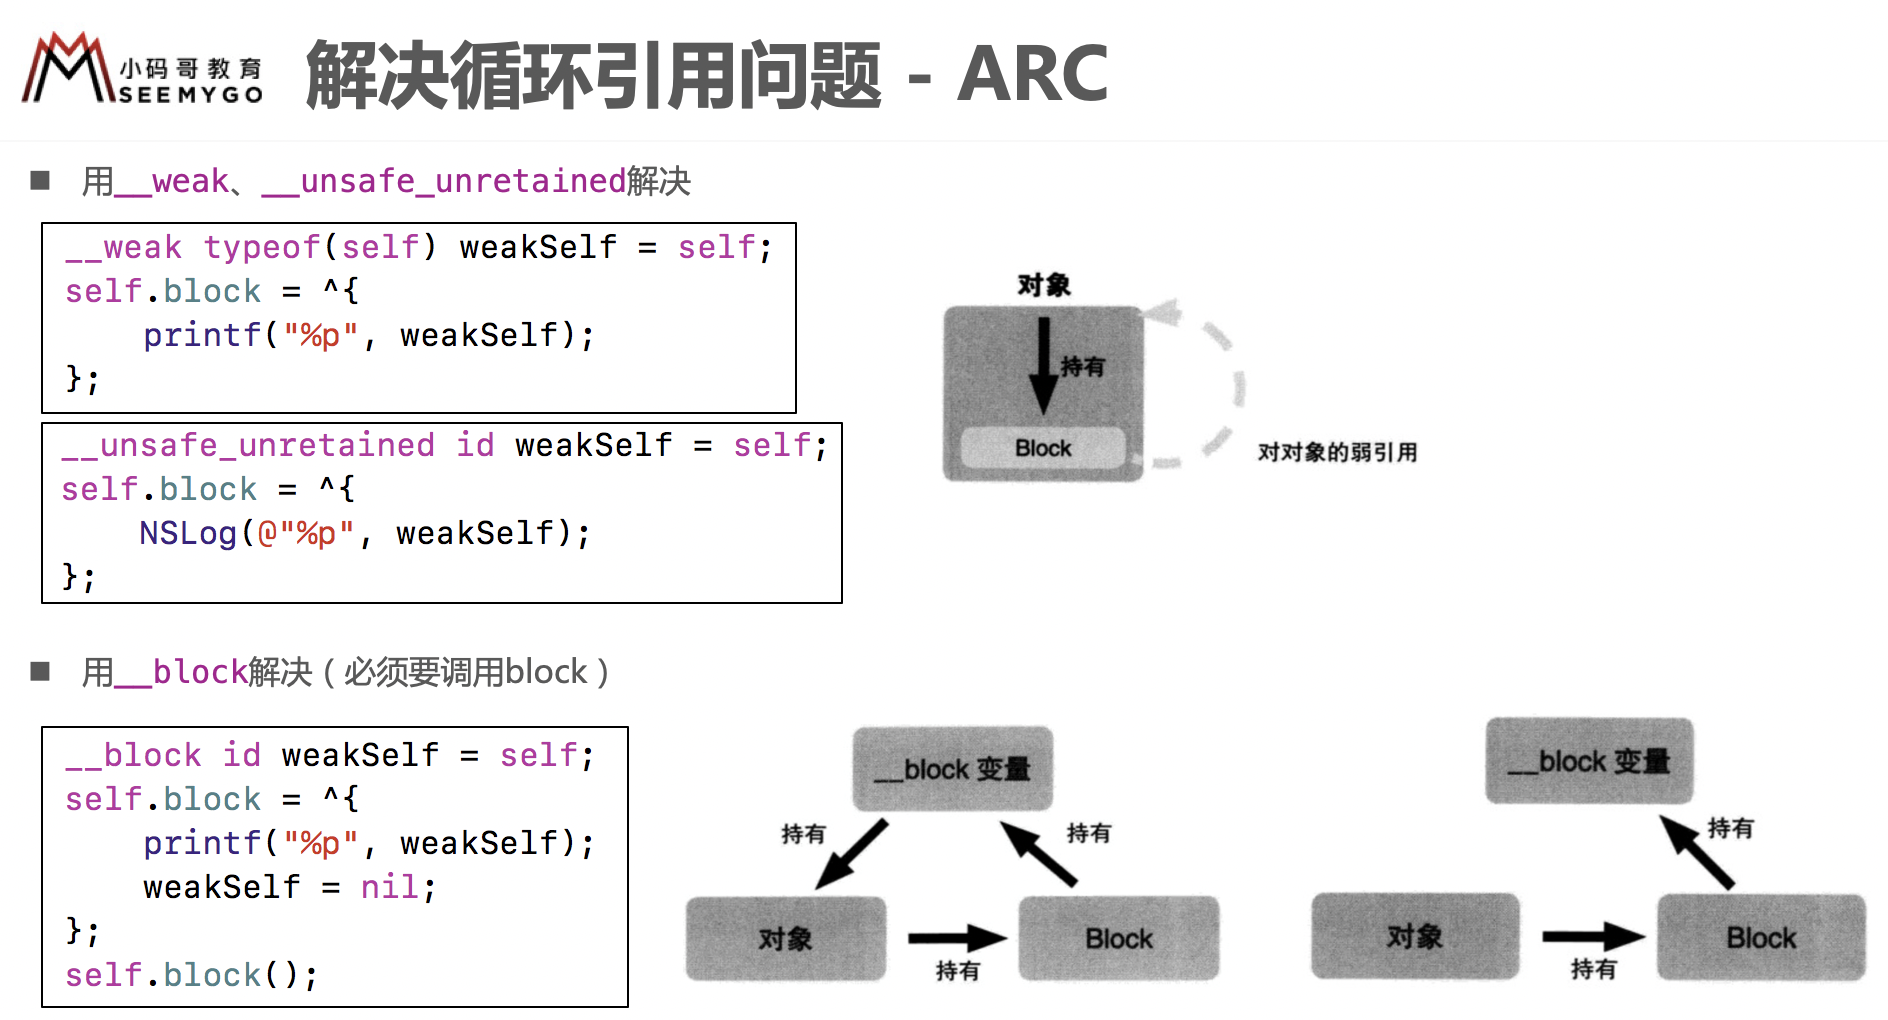 小码哥教育
SEEMYGO
解决循环引用问题 - ARC
用__weak、__unsafe_unretained解决
__weak typeof(self) weakSelf = self;
self.block = ^{
    printf("%p", weakSelf);
};
__unsafe_unretained id weakSelf = self;
self.block = ^{
    NSLog(@"%p", weakSelf);
};
对象
持有
Block
对对象的弱引用
用__block解决（必须要调用block）
__block id weakSelf = self;
self.block = ^{
    printf("%p", weakSelf);
    weakSelf = nil;
};
self.block();
__block 变量
持有
持有
对象
Block
持有
__block 变量
持有
对象
Block
持有